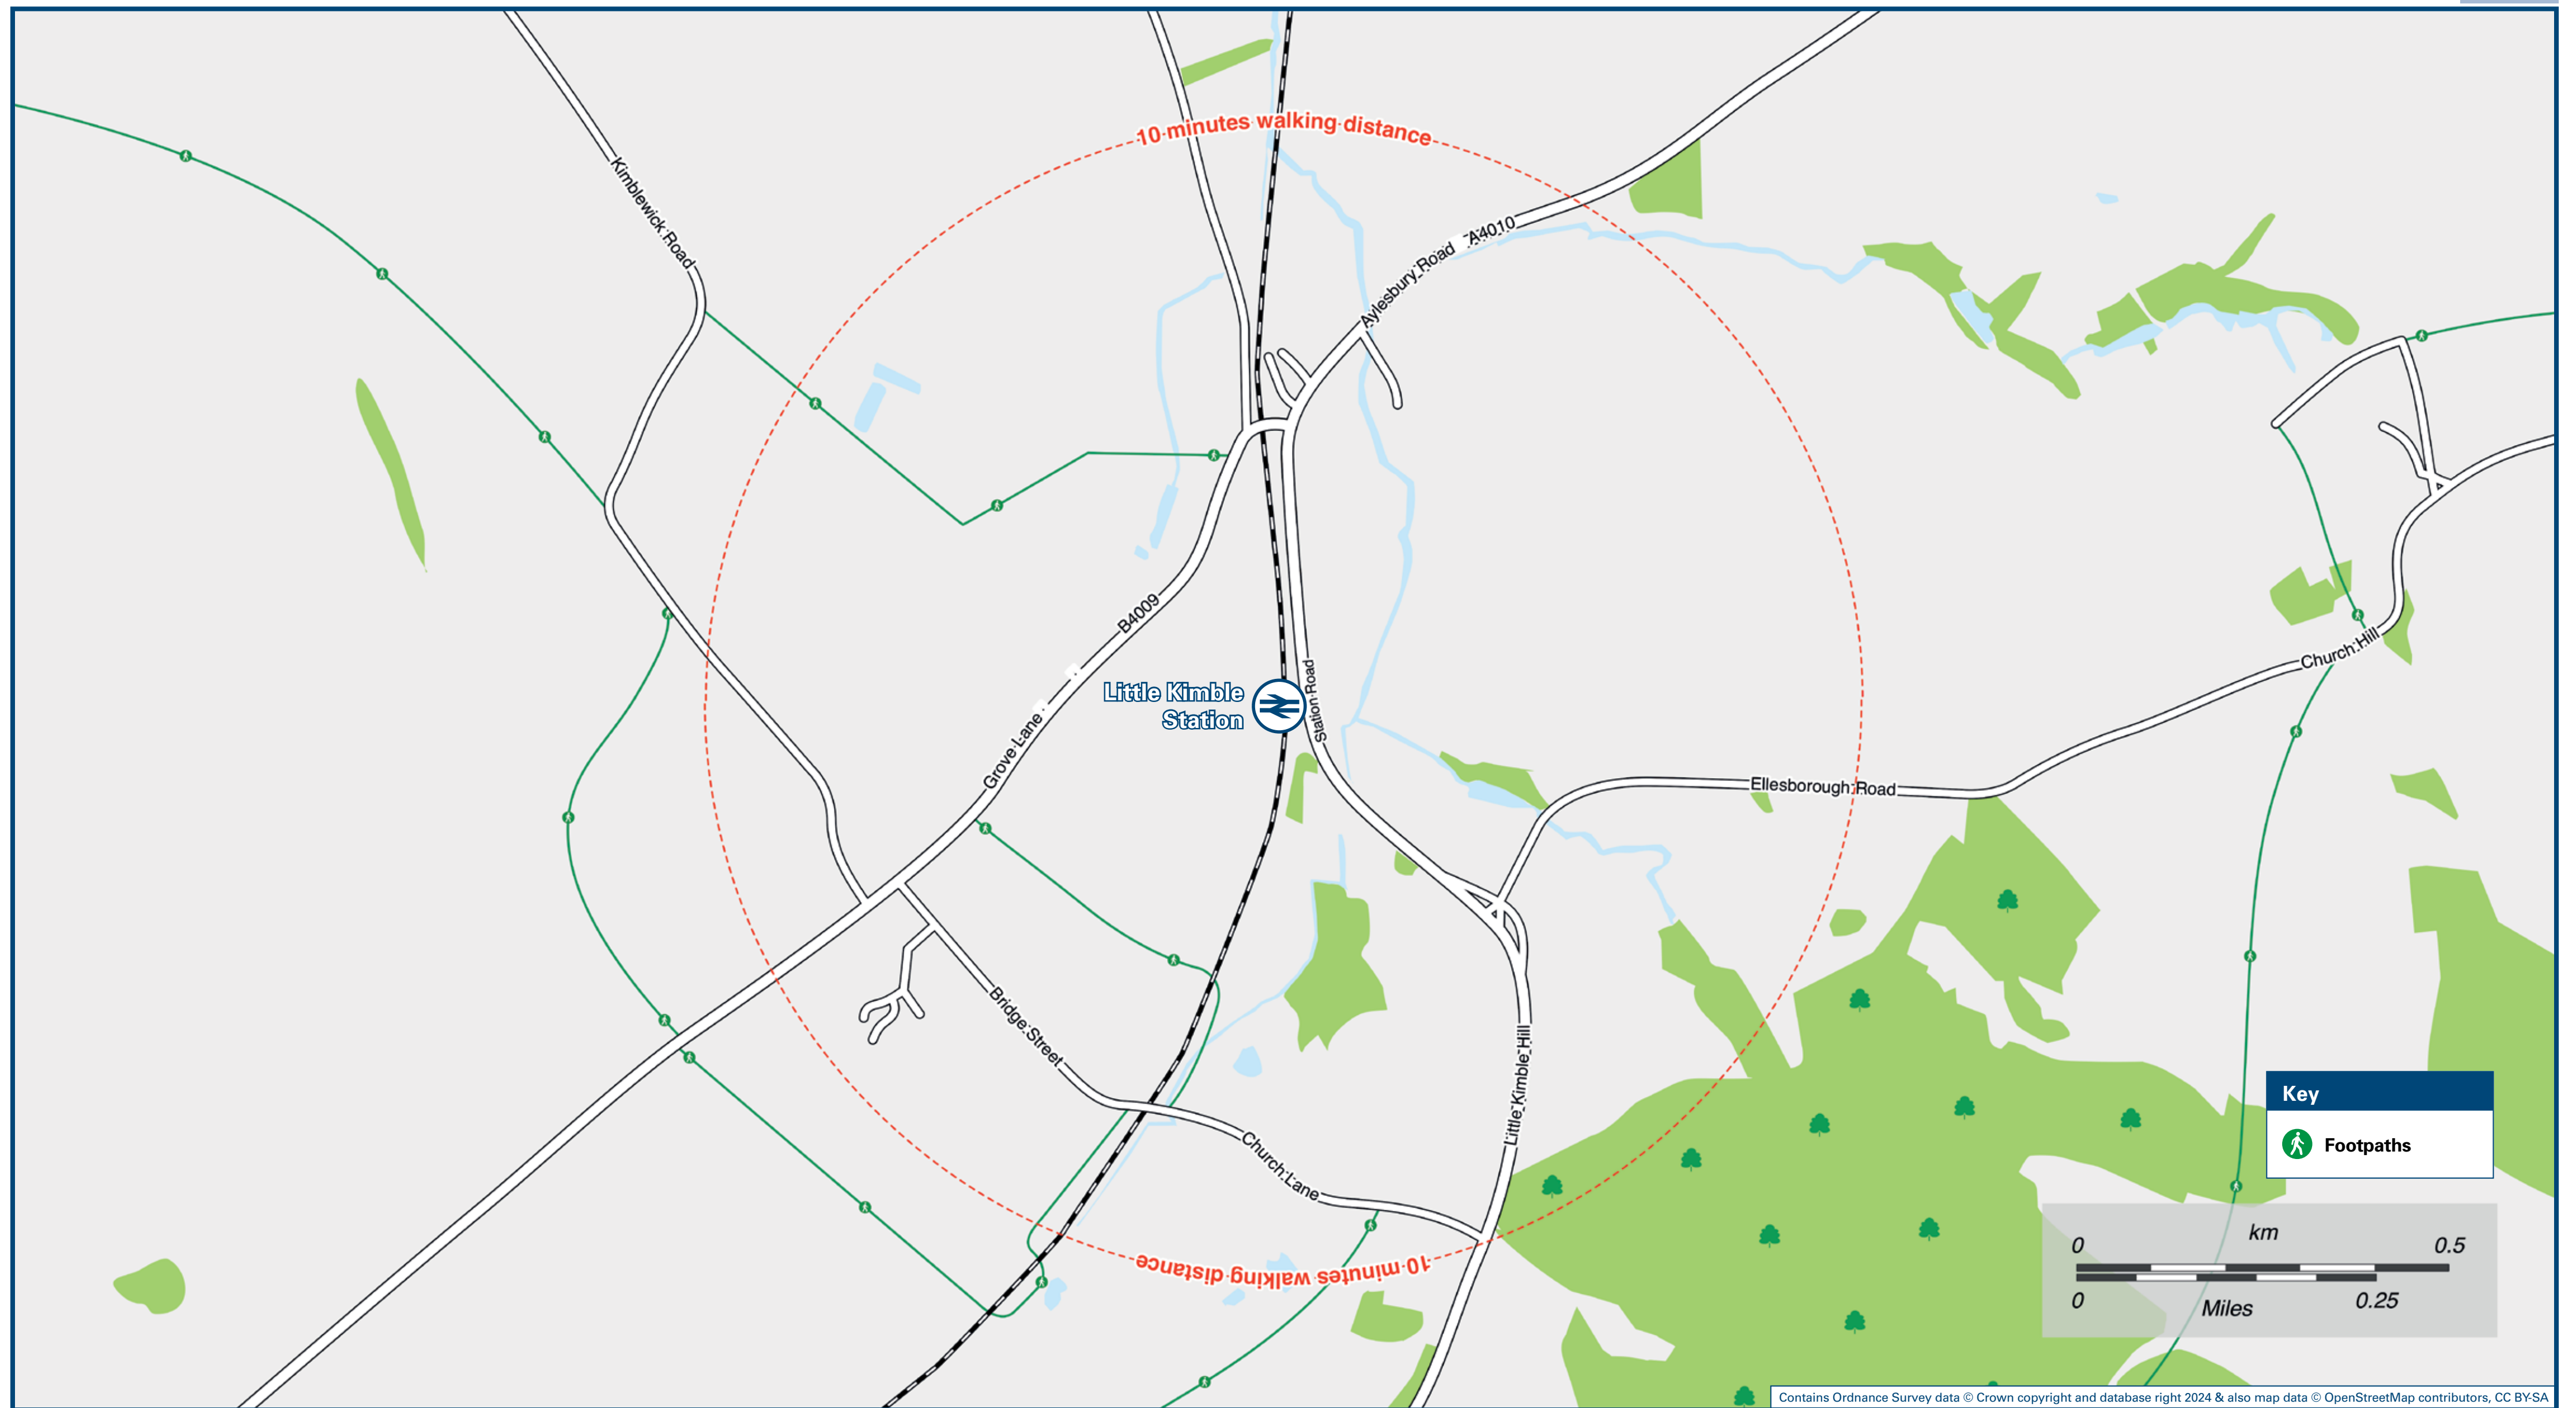 10 minutes walking distance
Kimblewick Road
Aylesbury Road A4010
B4009
Little Kimble
Station
Station Road
Grove Lane
Church Hill
Ellesborough Road
Bridge Street
Little Kimble Hill
Church Lane
10 minutes walking distance
Key
Footpaths
km
0 0.5
0 0.25
Miles
Contains Ordnance Survey data © Crown copyright and database right 2024 & also map data © OpenStreetMap contributors, CC BY-SA